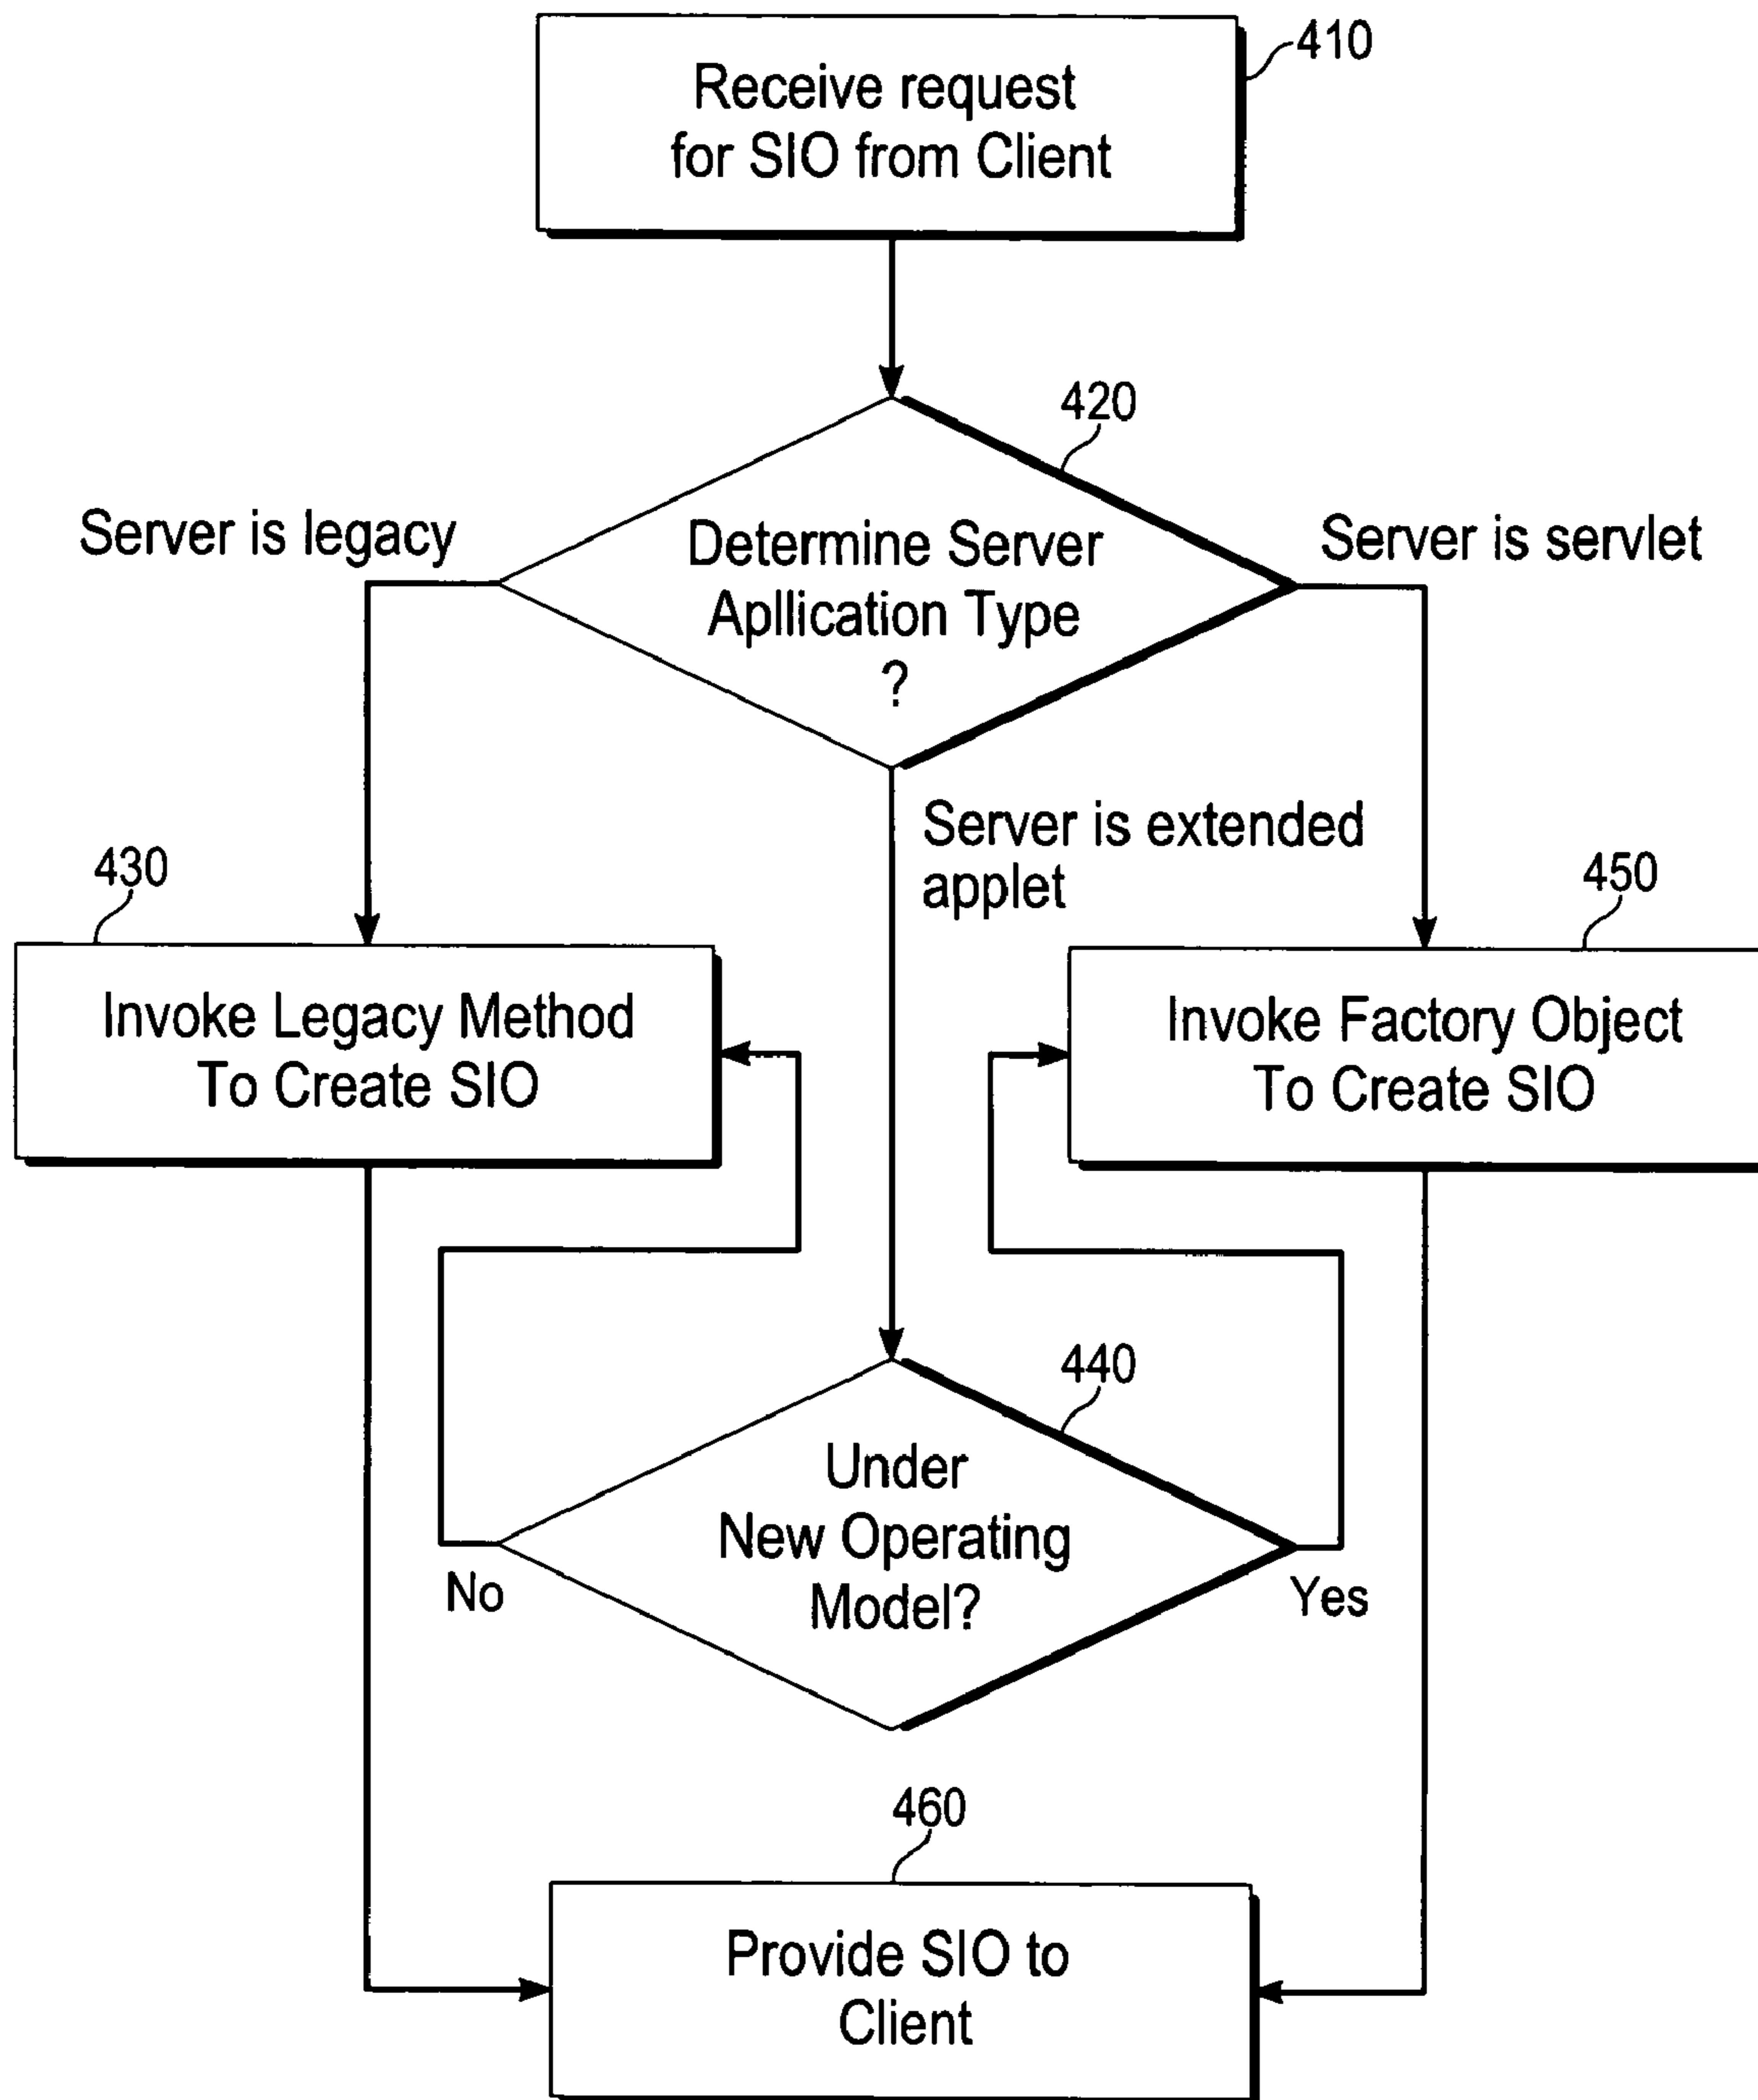 410
Receive request
for SIO from Client
420
Server is legacy
Determine Server
Apllication Type
?
Server is servlet
Server is extended
applet
430
450
Invoke Legacy Method
To Create SIO
Invoke Factory Object
To Create SIO
440
Under
New Operating
Model?
No
Yes
460
Provide SIO to
Client